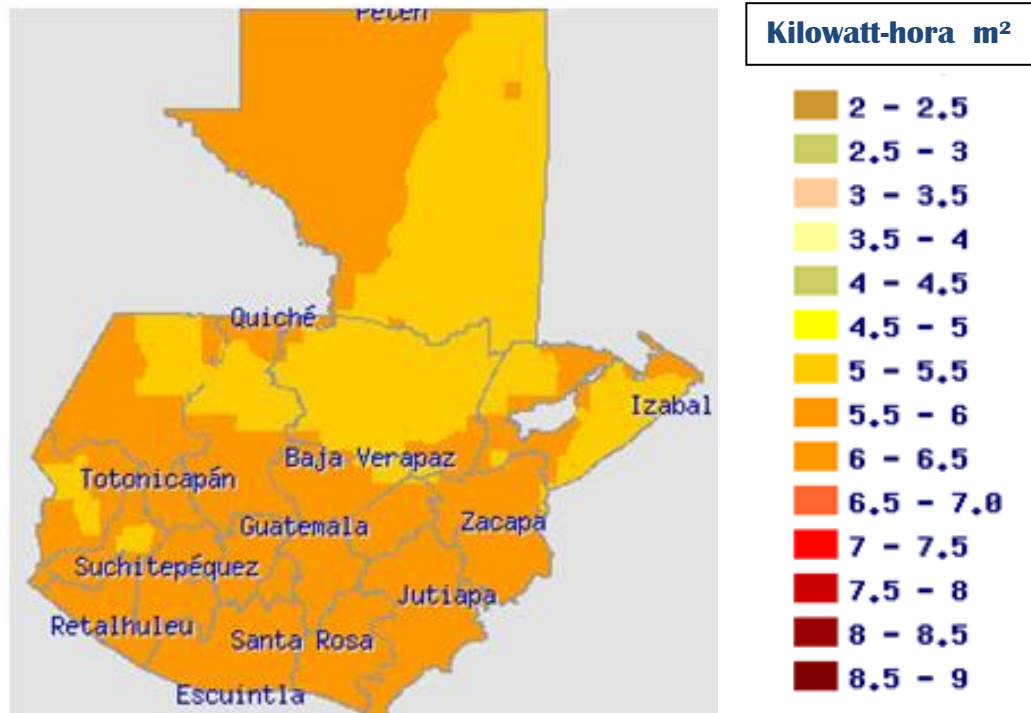 Petén
Kilowatt-hora m²
2 - 2.5
2.5 - 3
3 - 3.5
3.5 - 4
4 - 4.5
4.5 - 5
5 - 5.5
5.5 - 6
6 - 6.5
6.5 - 7.0
7 - 7.5
7.5 - 8
8 - 8.5
8.5 - 9
Quiché
Izabal
Baja Verapaz
Totonicapán
Guatemala
Zacapa
Suchitepéquez
Jutiapa
Retalhuleu
Santa Rosa
Escuintla